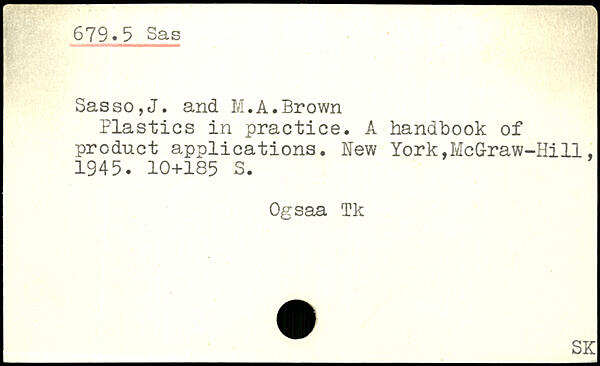 679.5 Sas
Sasso,J. and M.A.Brown
Plastics in practice. A handbook of
product applications. New York,McGraw-Hill,
1945. 10+185 S.
Ogsaa Tk
SK